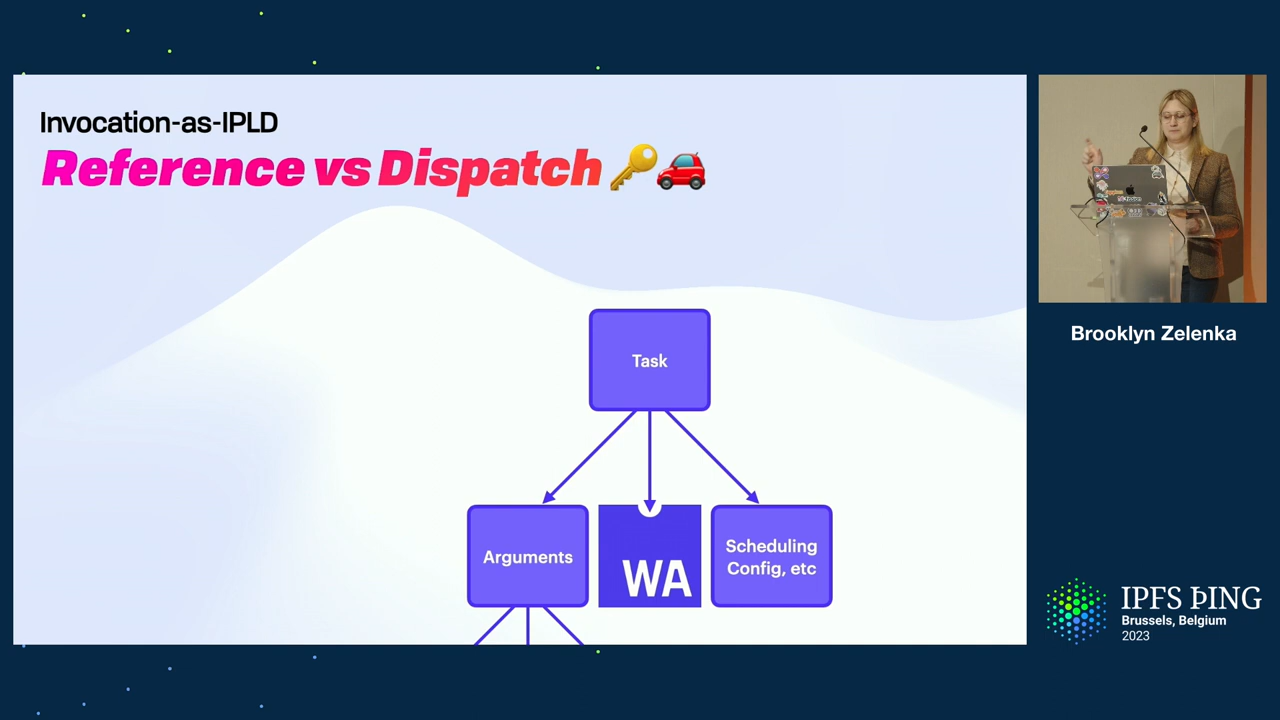 Invocation-as-IPLD
Reference vs Dispatch 🔑🚗
Task
Arguments
WA
Scheduling
Config, etc
Brooklyn Zelenka
IPFS ÞING
Brussels, Belgium
2023